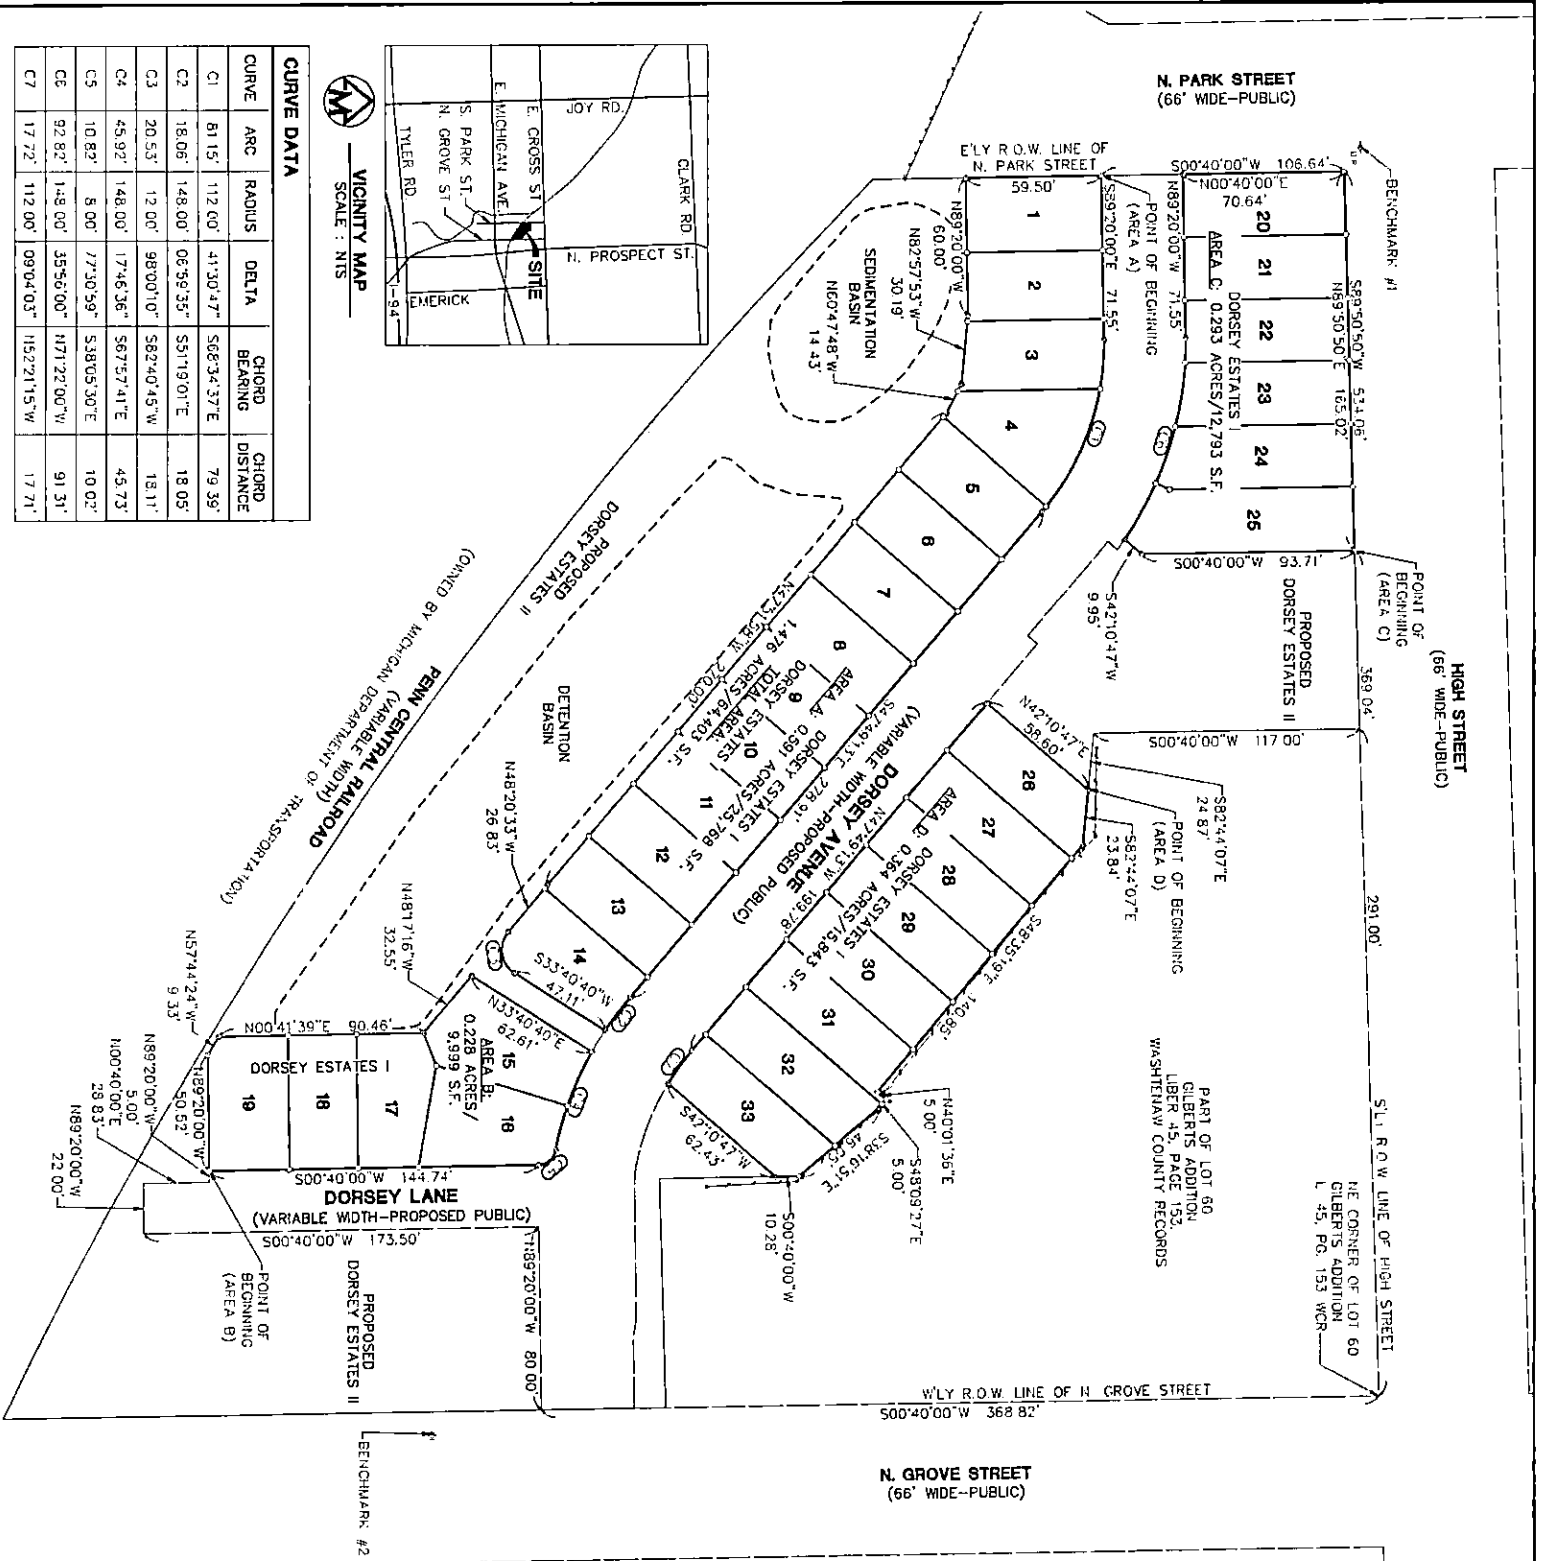 N. PARK STREET
(66' WIDE-PUBLIC)
HIGH STREET
(66' WIDE-PUBLIC)
N. GROVE STREET
(66' WIDE-PUBLIC)
BENCHMARK #1
S00°40'00"W 106.64'
N00°40'00"E
70.64'
S89°50'50"W 534.06'
N89°50'50"E 165.02'
E'LY R.O.W. LINE OF
N. PARK STREET
59.50'
S89°20'00"E 71.55'
N89°20'00"W 71.55'
POINT OF BEGINNING
(AREA A)
20
21
22
23
24
25
DORSEY ESTATES I
AREA C: 0.293 ACRES/12,793 S.F.
S00°40'00"W 93.71'
POINT OF
BEGINNING
(AREA C)
PROPOSED
DORSEY ESTATES II
369.04'
S00°40'00"W 117.00'
291.00'
S'LY R.O.W. LINE OF HIGH STREET
NE CORNER OF LOT 60
GILBERTS ADDITION
L 45, PG. 153 WCR
PART OF LOT 60
GILBERTS ADDITION
LIBER 45, PAGE 153,
WASHTENAW COUNTY RECORDS
S42°10'47"W
9.95'
S82°44'07"E
24.87'
S82°44'07"E
23.84'
POINT OF BEGINNING
(AREA D)
N42°10'47"E
58.60'
26
27
28
29
30
31
32
33
DORSEY ESTATES I
AREA D: 0.364 ACRES/15,843 S.F.
S48°35'19"E 140.85'
N47°49'13"W 199.78'
N40°01'36"E
5.00'
S48°09'27"E
5.00'
S38°16'51"E
S42°10'47"W
62.43'
S00°40'00"W
10.28'
C6
C1
C2
C3
C5
C7
DORSEY AVENUE
(VARIABLE WIDTH-PROPOSED PUBLIC)
S47°49'13"E 278.91'
1
2
3
4
5
6
7
8
9
10
11
12
13
14
DORSEY ESTATES I
AREA A: 0.591 ACRES/25,768 S.F.
DORSEY ESTATES I
TOTAL AREA:
1.476 ACRES/64,403 S.F.
N47°51'58"W 270.00'
N89°20'00"W
60.00'
N82°57'53"W
30.19'
N60°47'48"W
14.43'
SEDIMENTATION
BASIN
PROPOSED
DORSEY ESTATES II
DETENTION
BASIN
N48°20'33"W
26.83'
S33°40'40"W
47.11'
N33°40'40"E
62.61'
N48°17'16"W
32.55'
15
16
17
18
19
AREA B:
0.228 ACRES/
9,999 S.F.
DORSEY ESTATES I
N00°41'39"E 90.46'
N57°44'24"W
9.33'
N89°20'00"W
50.52'
N89°20'00"W
5.00'
N00°40'00"E
28.83'
N89°20'00"W
22.00'
S00°40'00"W 144.74'
DORSEY LANE
(VARIABLE WIDTH-PROPOSED PUBLIC)
S00°40'00"W 173.50'
N89°20'00"W 80.00'
PROPOSED
DORSEY ESTATES II
POINT OF
BEGINNING
(AREA B)
W'LY R.O.W. LINE OF N GROVE STREET
S00°40'00"W 368.82'
BENCHMARK #2
PENN CENTRAL RAILROAD
(VARIABLE WIDTH)
(OWNED BY MICHIGAN DEPARTMENT OF TRANSPORTATION)
CLARK RD.
JOY RD.
E. CROSS ST
E. MICHIGAN AVE.
S. PARK ST.
N. GROVE ST
TYLER RD.
SITE
N. PROSPECT ST.
EMERICK
I-94
VICINITY MAP
SCALE : NTS
CURVE DATA
CURVE ARC RADIUS DELTA CHORD BEARING CHORD DISTANCE
C1 81.15' 112.00' 41°30'47" S68°34'37"E 79.39'
C2 18.06' 148.00' 06°59'35" S51°19'01"E 18.05'
C3 20.53' 12.00' 98°00'10" S82°40'45"W 18.11'
C4 45.92' 148.00' 17°46'36" S67°57'41"E 45.73'
C5 10.82' 8.00' 77°30'59" S38°05'30"E 10.02'
C6 92.82' 148.00' 35°56'00" N71°22'00"W 91.31'
C7 17.72' 112.00' 09°04'03" N52°21'15"W 17.71'